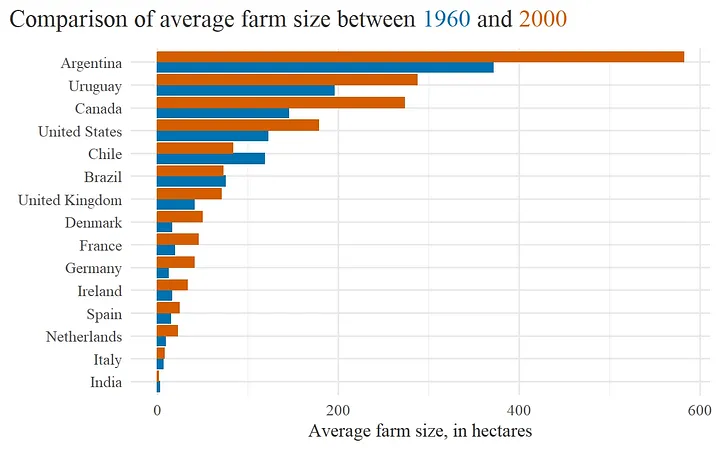 Comparison of average farm size between 1960 and 2000
Argentina
Uruguay
Canada
United States
Chile
Brazil
United Kingdom
Denmark
France
Germany
Ireland
Spain
Netherlands
Italy
India
0 200 400 600
Average farm size, in hectares